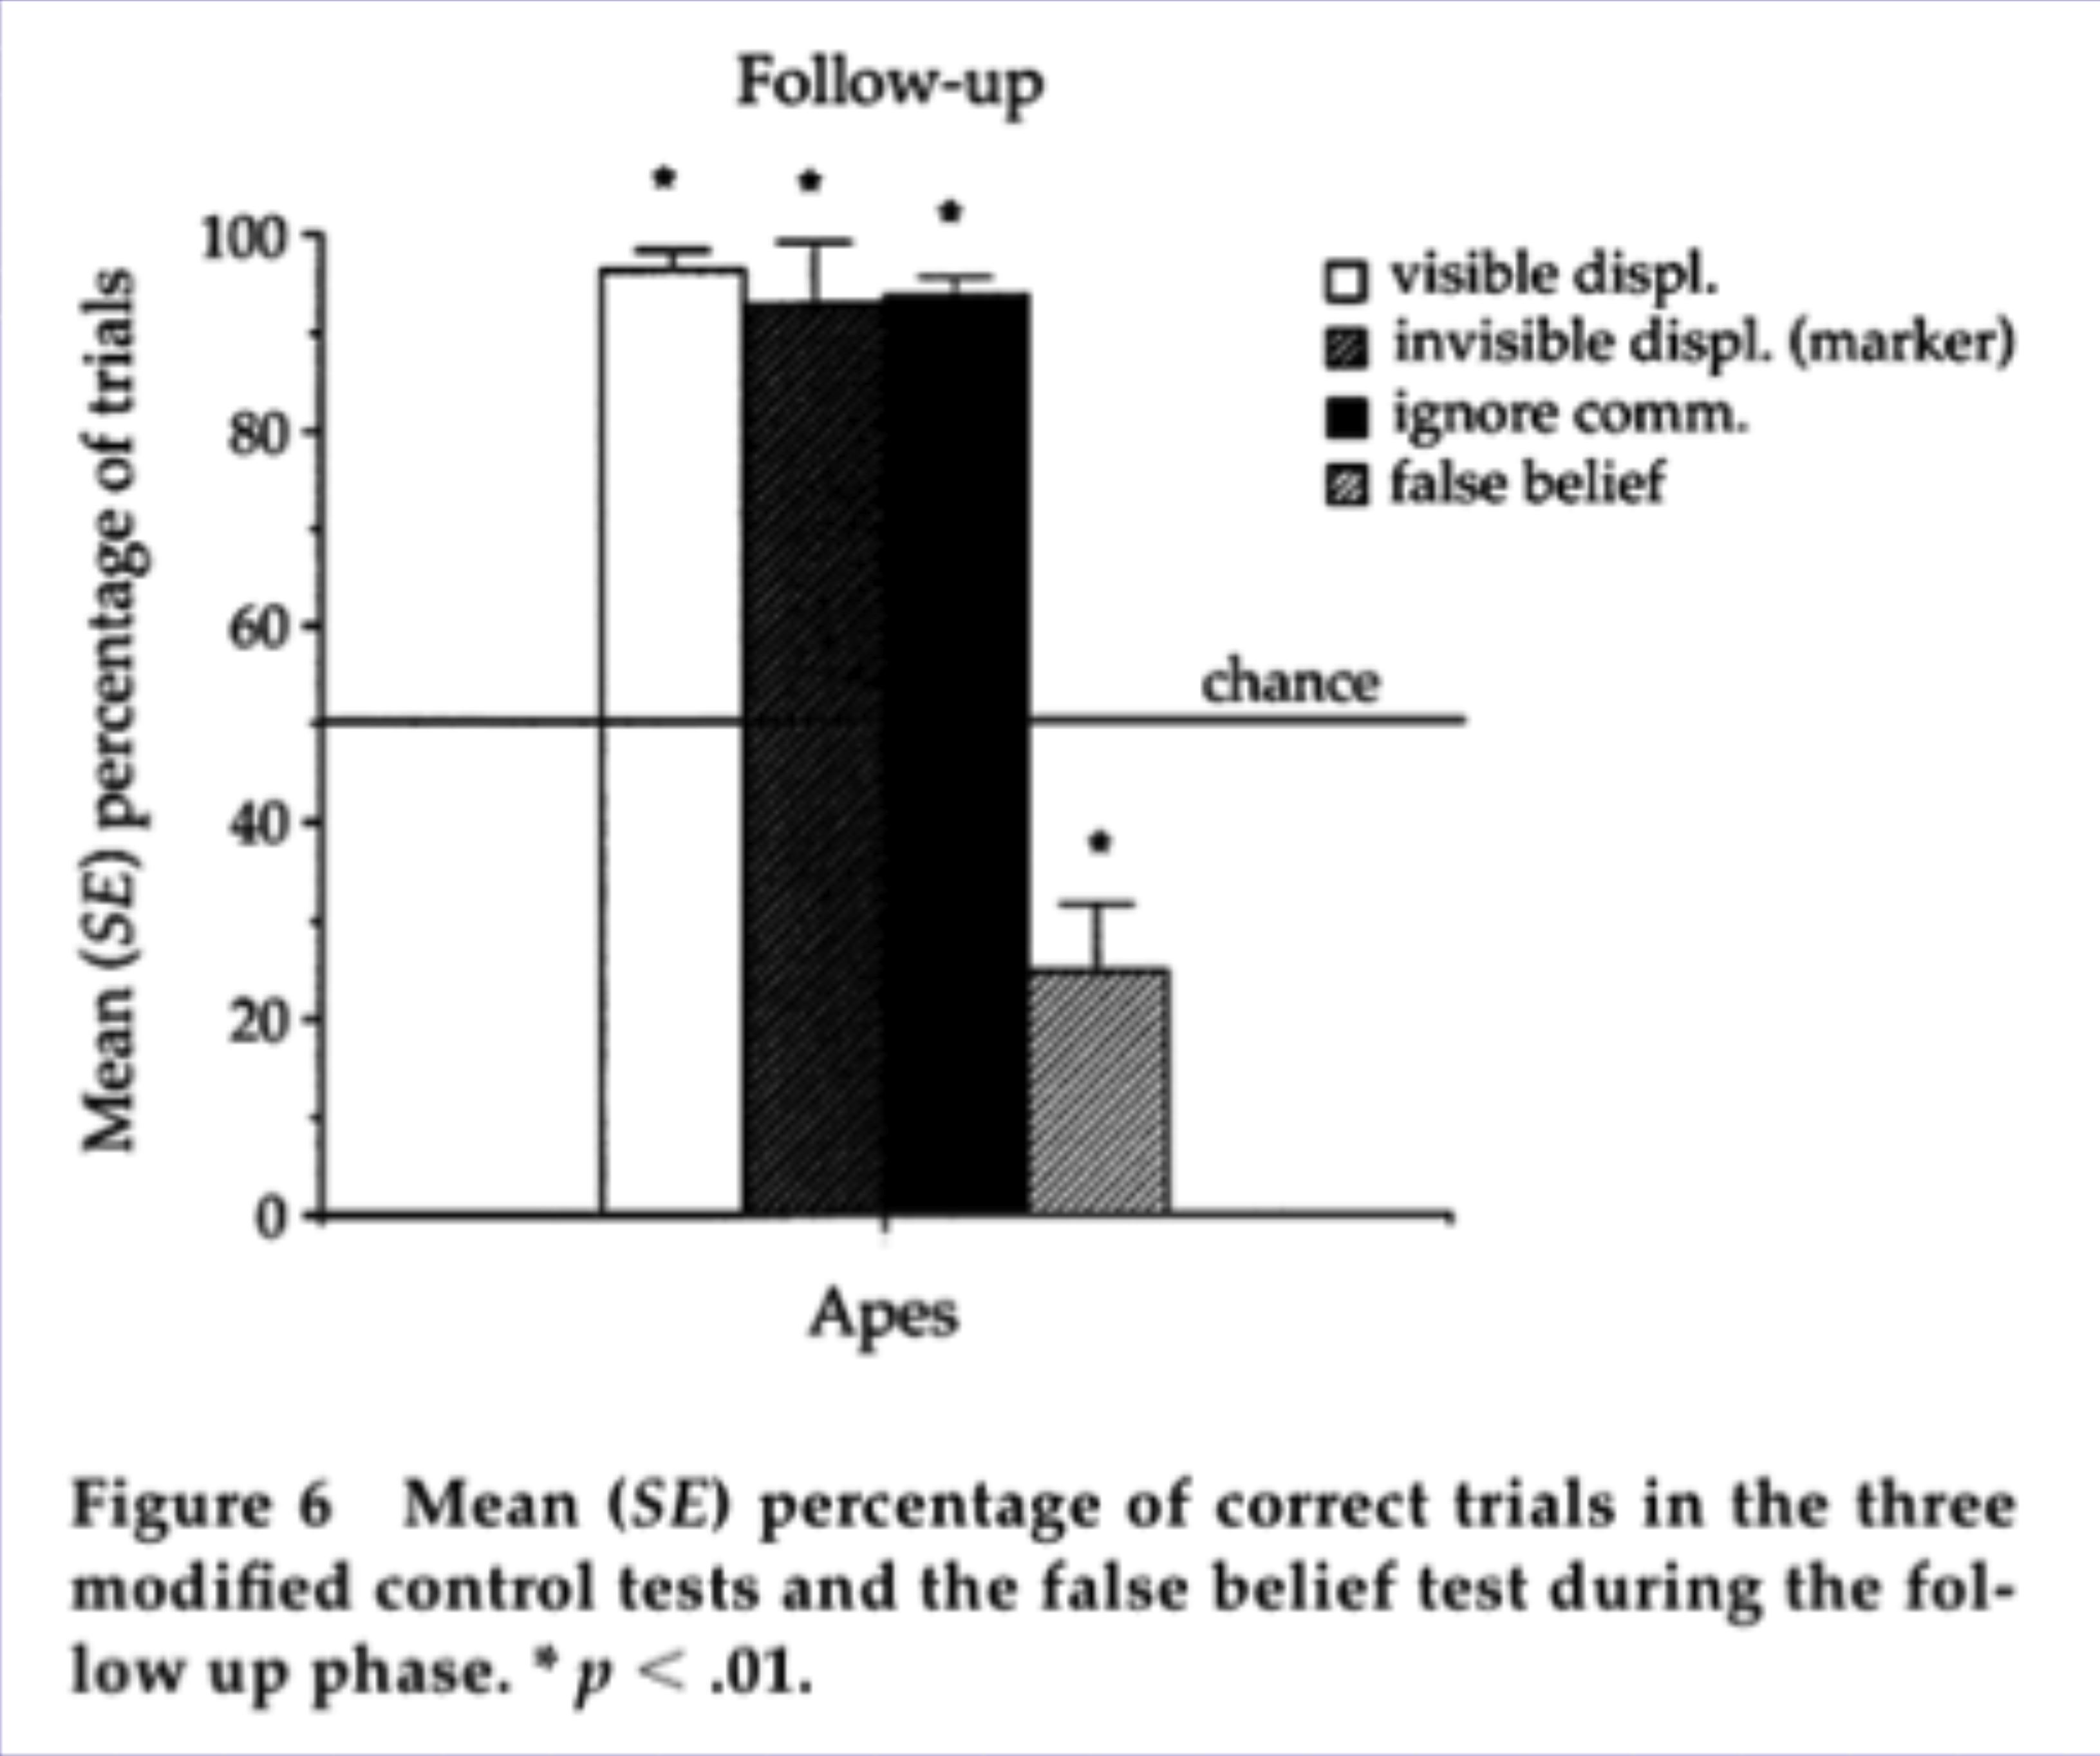 Follow-up
* * *
100
80
60
40
20
0
Mean (SE) percentage of trials
visible displ.
invisible displ. (marker)
ignore comm.
false belief
chance
*
Apes
Figure 6 Mean (SE) percentage of correct trials in the three
modified control tests and the false belief test during the fol-
low up phase. * p < .01.